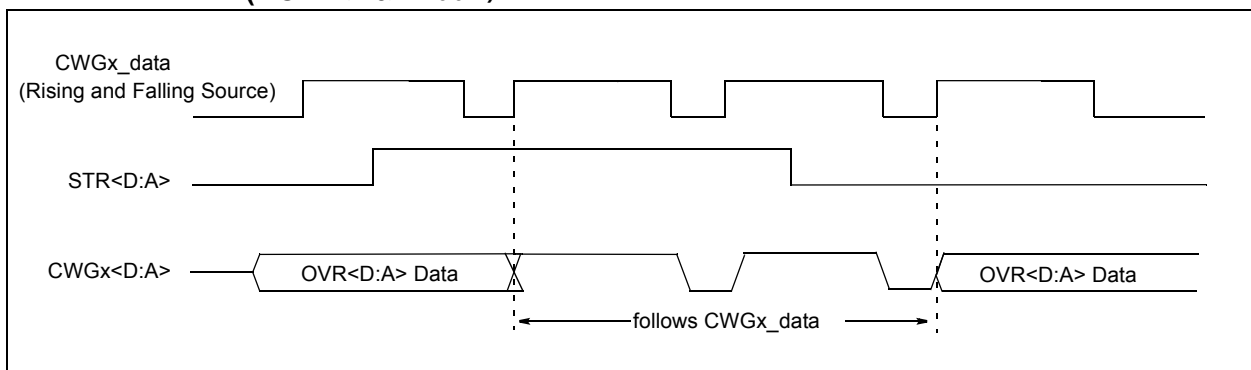 CWGx_data
(Rising and Falling Source)
STR<D:A>
CWGx<D:A>
OVR<D:A> Data
OVR<D:A> Data
follows CWGx_data